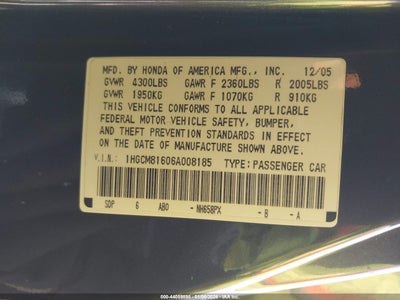 MFD. BY HONDA OF AMERICA MFG., INC. 12/05
GVWR 4300LBS GAWR F 2360LBS R 2005LBS
GVWR 1950KG GAWR F 1070KG R 910KG
THIS VEHICLE CONFORMS TO ALL APPLICABLE
FEDERAL MOTOR VEHICLE SAFETY, BUMPER,
AND THEFT PREVENTION STANDARDS IN EFFECT
ON THE DATE OF MANUFACTURE SHOWN ABOVE.
V.I.N.: 1HGCM81606A008185 TYPE: PASSENGER CAR
SDP 6 ABO - NH658PX - B - A